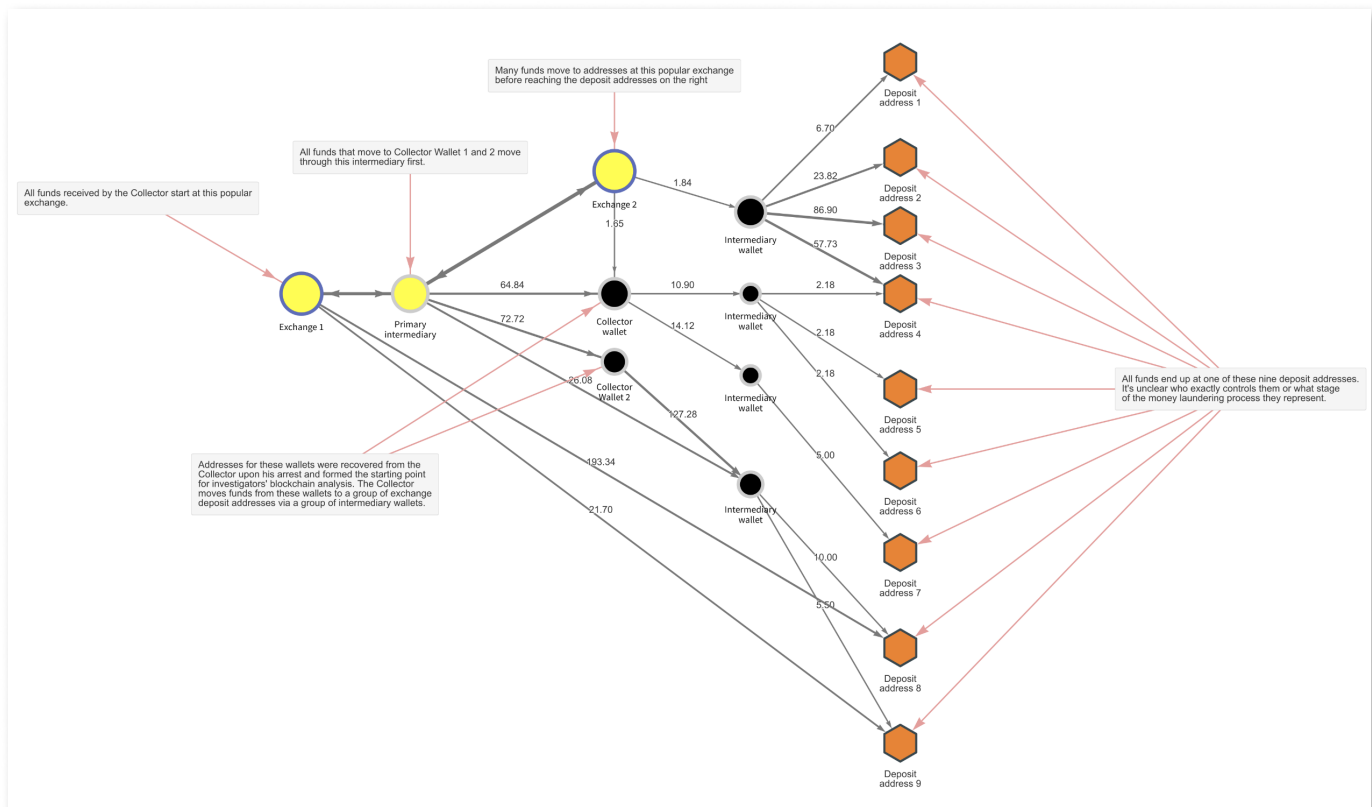 Many funds move to addresses at this popular exchange
before reaching the deposit addresses on the right
All funds that move to Collector Wallet 1 and 2 move
through this intermediary first.
All funds received by the Collector start at this popular
exchange.
Exchange 1
Primary
intermediary
Exchange 2
1.65
1.84
Intermediary
wallet
6.70
23.82
86.90
57.73
64.84
Collector
wallet
10.90
Intermediary
wallet
2.18
2.18
2.18
72.72
Collector
Wallet 2
14.12
Intermediary
wallet
26.08
127.28
5.00
193.34
21.70
Intermediary
wallet
10.00
5.50
Addresses for these wallets were recovered from the
Collector upon his arrest and formed the starting point
for investigators' blockchain analysis. The Collector
moves funds from these wallets to a group of exchange
deposit addresses via a group of intermediary wallets.
Deposit
address 1
Deposit
address 2
Deposit
address 3
Deposit
address 4
Deposit
address 5
Deposit
address 6
Deposit
address 7
Deposit
address 8
Deposit
address 9
All funds end up at one of these nine deposit addresses.
It's unclear who exactly controls them or what stage
of the money laundering process they represent.